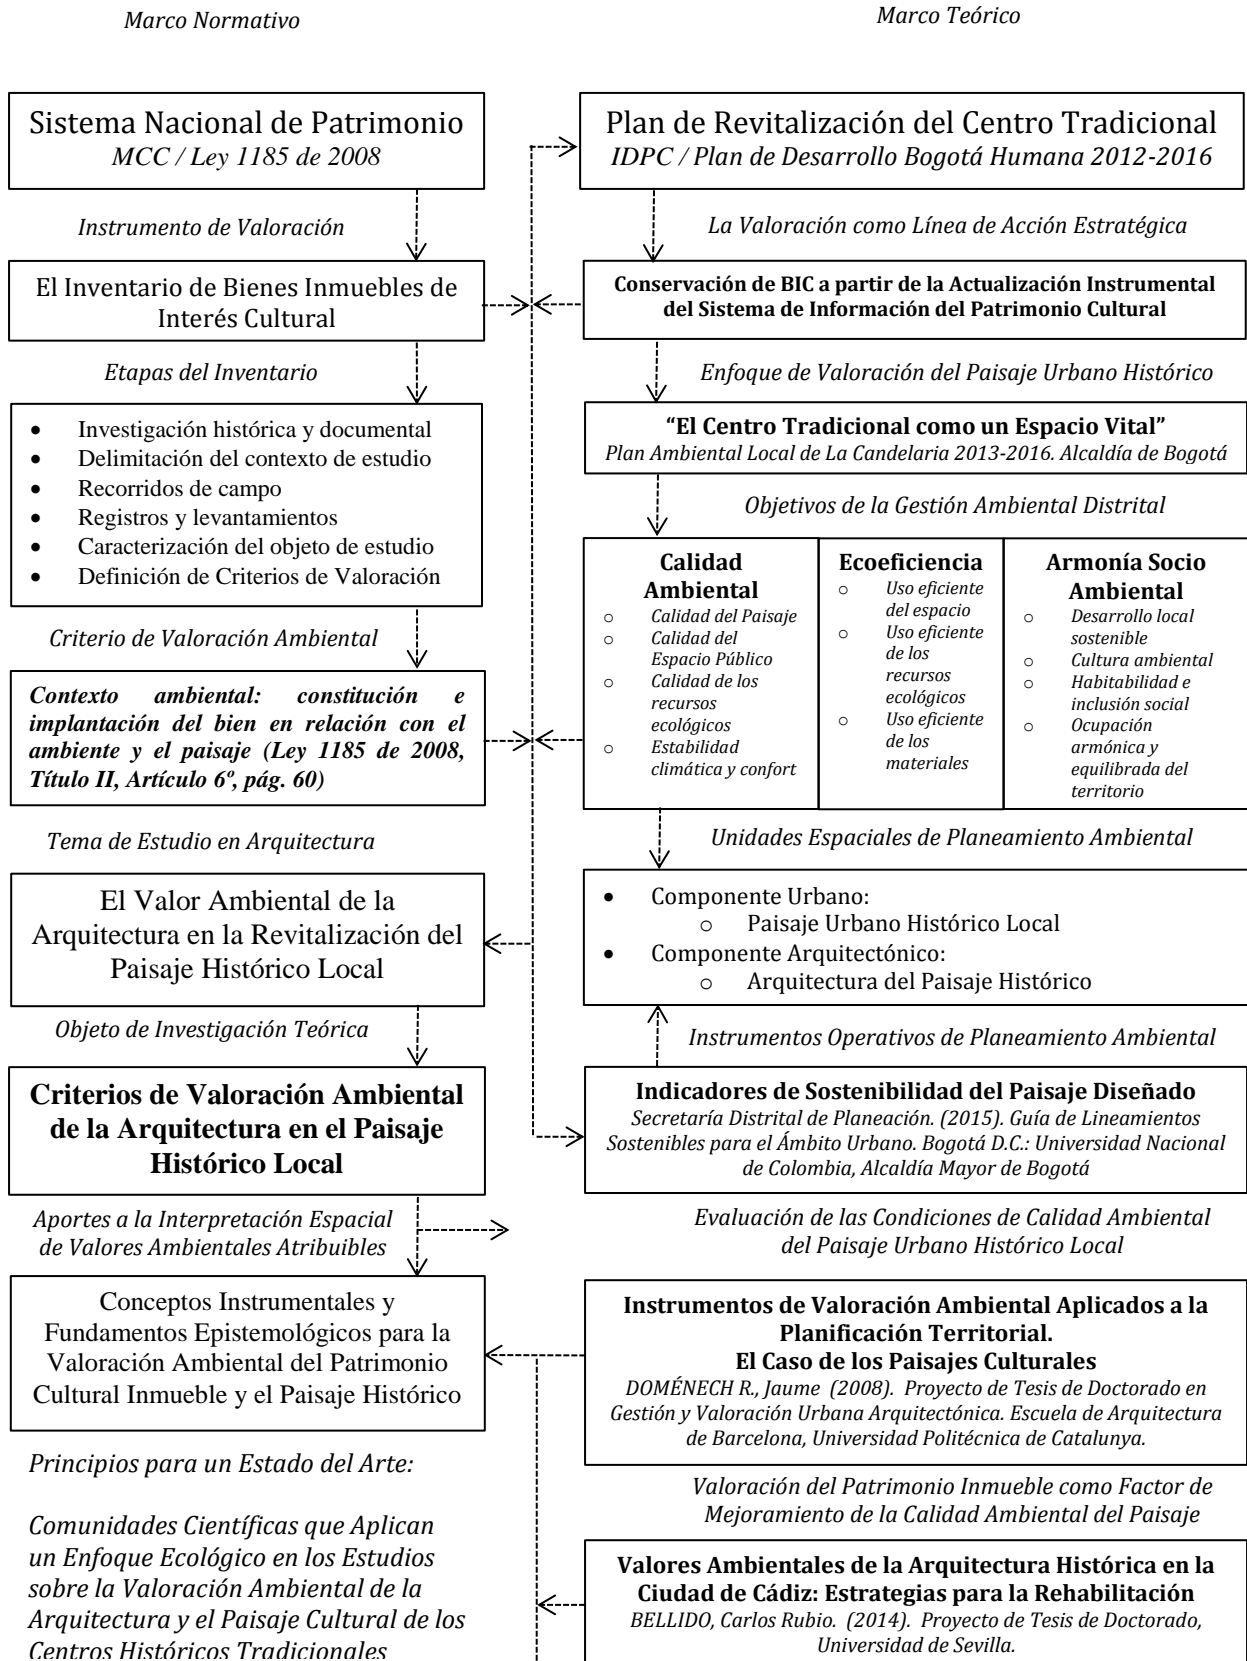 Marco Normativo
Marco Teórico
Sistema Nacional de Patrimonio
MCC / Ley 1185 de 2008
Instrumento de Valoración
El Inventario de Bienes Inmuebles de
Interés Cultural
Etapas del Inventario
• Investigación histórica y documental
• Delimitación del contexto de estudio
• Recorridos de campo
• Registros y levantamientos
• Caracterización del objeto de estudio
• Definición de Criterios de Valoración
Criterio de Valoración Ambiental
Contexto ambiental: constitución e
implantación del bien en relación con el
ambiente y el paisaje (Ley 1185 de 2008,
Título II, Artículo 6º, pág. 60)
Tema de Estudio en Arquitectura
El Valor Ambiental de la
Arquitectura en la Revitalización del
Paisaje Histórico Local
Objeto de Investigación Teórica
Criterios de Valoración Ambiental
de la Arquitectura en el Paisaje
Histórico Local
Aportes a la Interpretación Espacial
de Valores Ambientales Atribuibles
Conceptos Instrumentales y
Fundamentos Epistemológicos para la
Valoración Ambiental del Patrimonio
Cultural Inmueble y el Paisaje Histórico
Principios para un Estado del Arte:
Comunidades Científicas que Aplican
un Enfoque Ecológico en los Estudios
sobre la Valoración Ambiental de la
Arquitectura y el Paisaje Cultural de los
Centros Históricos Tradicionales
Plan de Revitalización del Centro Tradicional
IDPC / Plan de Desarrollo Bogotá Humana 2012-2016
La Valoración como Línea de Acción Estratégica
Conservación de BIC a partir de la Actualización Instrumental
del Sistema de Información del Patrimonio Cultural
Enfoque de Valoración del Paisaje Urbano Histórico
“El Centro Tradicional como un Espacio Vital”
Plan Ambiental Local de La Candelaria 2013-2016. Alcaldía de Bogotá
Objetivos de la Gestión Ambiental Distrital
Calidad
Ambiental
o Calidad del Paisaje
o Calidad del
Espacio Público
o Calidad de los
recursos
ecológicos
o Estabilidad
climática y confort
Ecoeficiencia
o Uso eficiente
del espacio
o Uso eficiente
de los
recursos
ecológicos
o Uso eficiente
de los
materiales
Armonía Socio
Ambiental
o Desarrollo local
sostenible
o Cultura ambiental
o Habitabilidad e
inclusión social
o Ocupación
armónica y
equilibrada del
territorio
Unidades Espaciales de Planeamiento Ambiental
• Componente Urbano:
o Paisaje Urbano Histórico Local
• Componente Arquitectónico:
o Arquitectura del Paisaje Histórico
Instrumentos Operativos de Planeamiento Ambiental
Indicadores de Sostenibilidad del Paisaje Diseñado
Secretaría Distrital de Planeación. (2015). Guía de Lineamientos
Sostenibles para el Ámbito Urbano. Bogotá D.C.: Universidad Nacional
de Colombia, Alcaldía Mayor de Bogotá
Evaluación de las Condiciones de Calidad Ambiental
del Paisaje Urbano Histórico Local
Instrumentos de Valoración Ambiental Aplicados a la
Planificación Territorial.
El Caso de los Paisajes Culturales
DOMÉNECH R., Jaume (2008). Proyecto de Tesis de Doctorado en
Gestión y Valoración Urbana Arquitectónica. Escuela de Arquitectura
de Barcelona, Universidad Politécnica de Catalunya.
Valoración del Patrimonio Inmueble como Factor de
Mejoramiento de la Calidad Ambiental del Paisaje
Valores Ambientales de la Arquitectura Histórica en la
Ciudad de Cádiz: Estrategias para la Rehabilitación
BELLIDO, Carlos Rubio. (2014). Proyecto de Tesis de Doctorado,
Universidad de Sevilla.